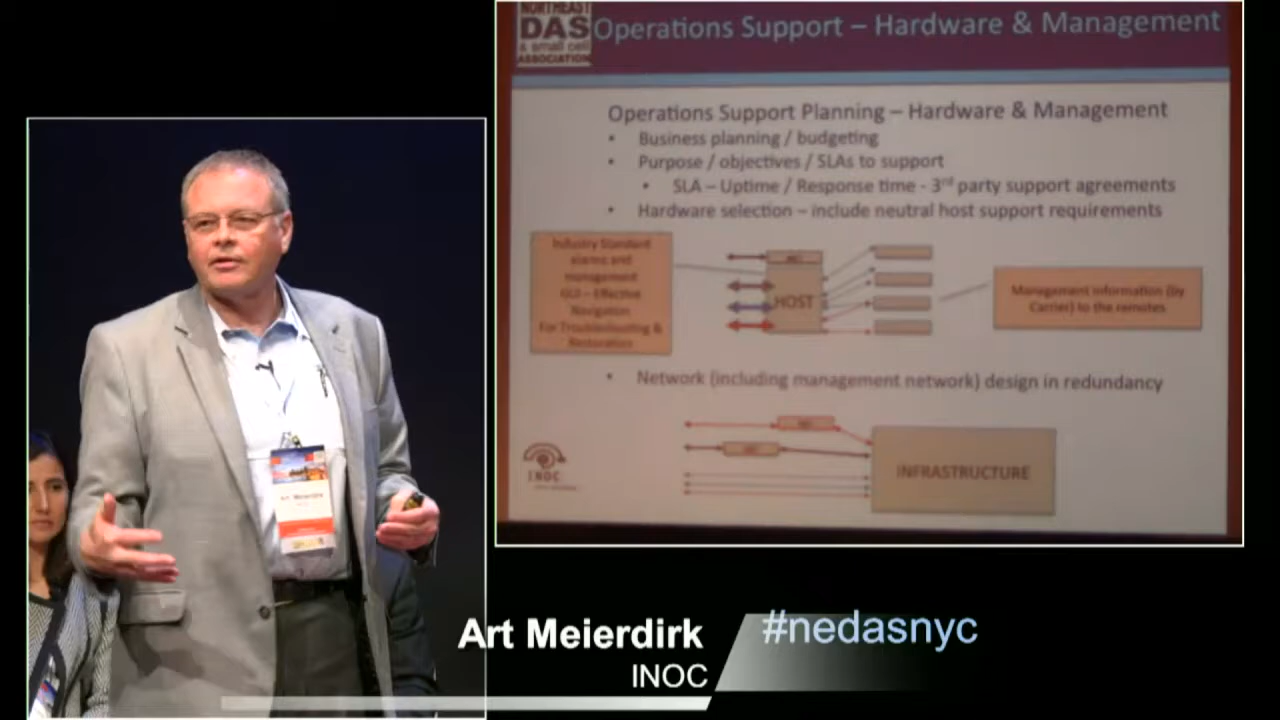 NORTHEAST
DAS
& small cell
ASSOCIATION
Operations Support – Hardware & Management
Operations Support Planning – Hardware & Management
• Business planning / budgeting
• Purpose / objectives / SLAs to support
• SLA – Uptime / Response time - 3rd party support agreements
• Hardware selection – include neutral host support requirements
Industry Standard
alarms and
management
GUI – Effective
Navigation
For Troubleshooting &
Restoration
HOST
Management information (by
Carrier) to the remotes
• Network (including management network) design in redundancy
INFRASTRUCTURE
INOC
Art Meierdirk
Art Meierdirk
INOC
#nedasnyc